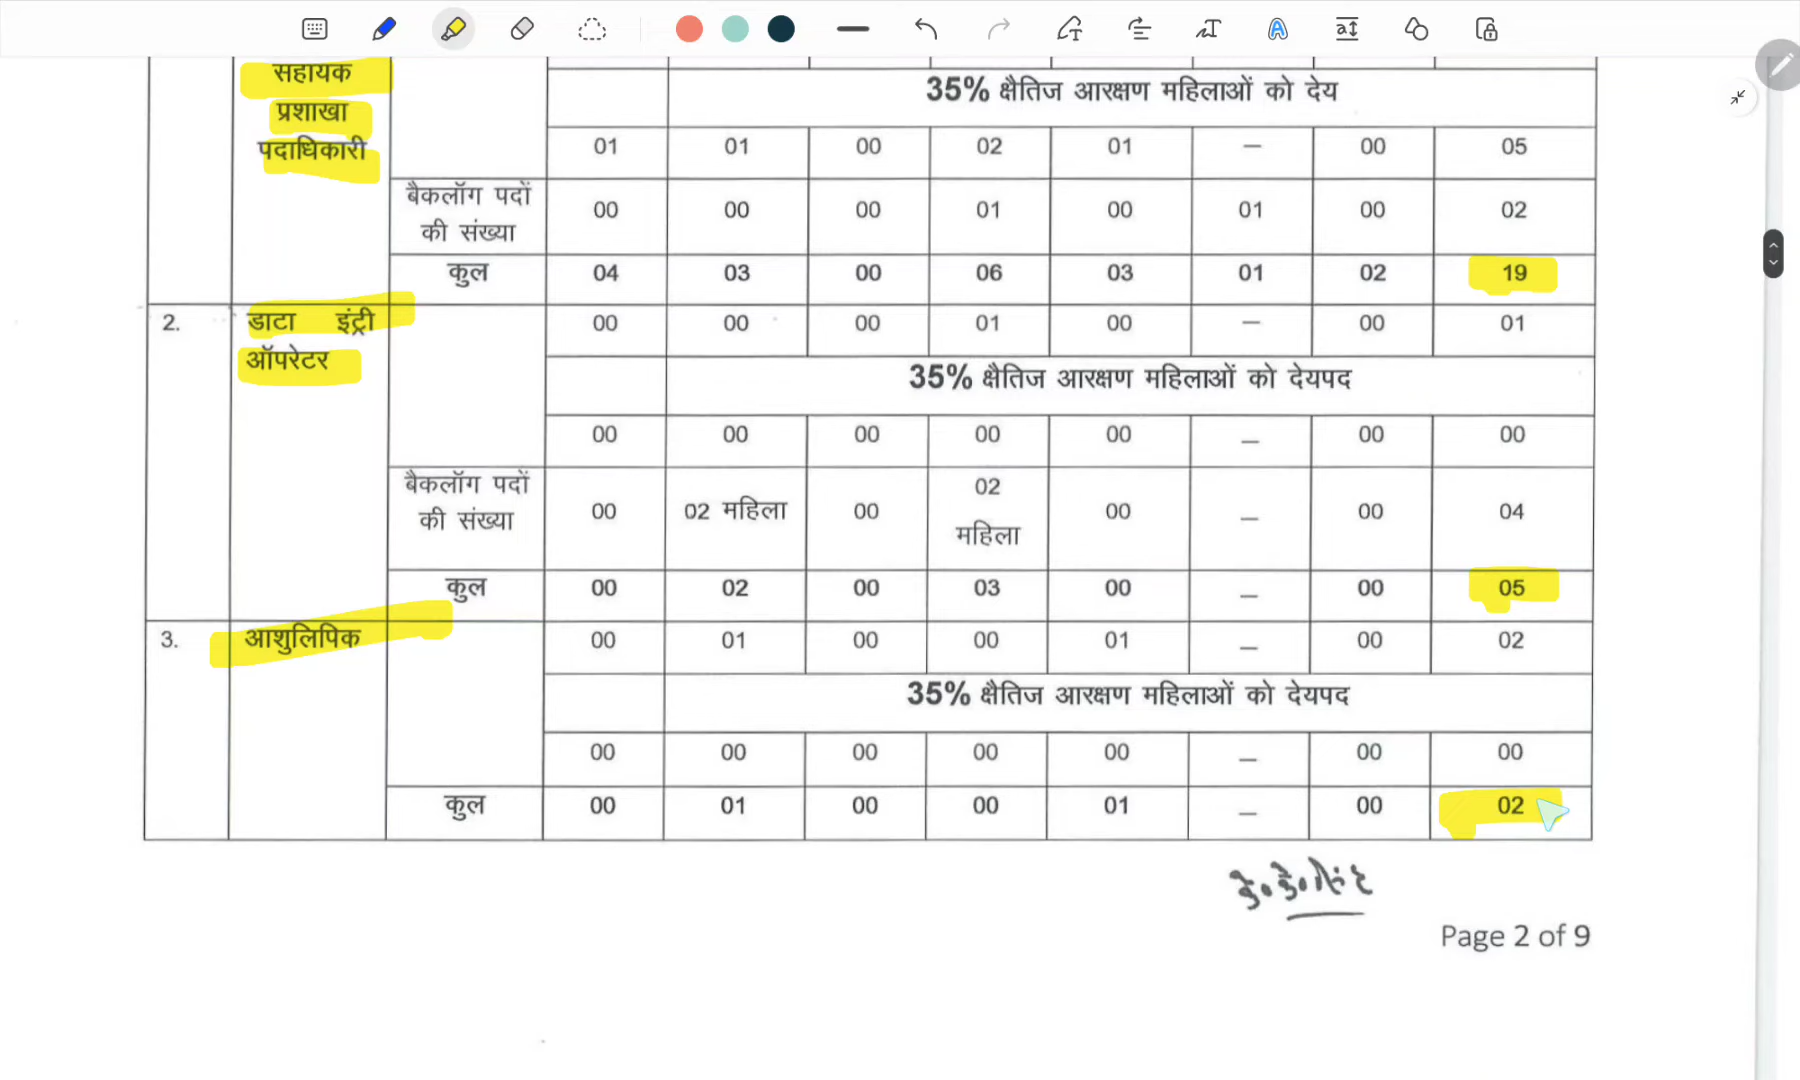 सहायक
प्रशाखा
पदाधिकारी
35% क्षैतिज आरक्षण महिलाओं को देय
01 01 00 02 01 – 00 05
बैकलॉग पदों
की संख्या
00 00 00 01 00 01 00 02
कुल 04 03 00 06 03 01 02 19
2. डाटा इंट्री
ऑपरेटर
00 00 00 01 00 – 00 01
35% क्षैतिज आरक्षण महिलाओं को देयपद
00 00 00 00 00 – 00 00
बैकलॉग पदों
की संख्या
00 02 महिला 00 02
महिला
00 – 00 04
कुल 00 02 00 03 00 – 00 05
3. आशुलिपिक 00 01 00 00 01 – 00 02
35% क्षैतिज आरक्षण महिलाओं को देयपद
00 00 00 00 00 – 00 00
कुल 00 01 00 00 01 – 00 02
Page 2 of 9